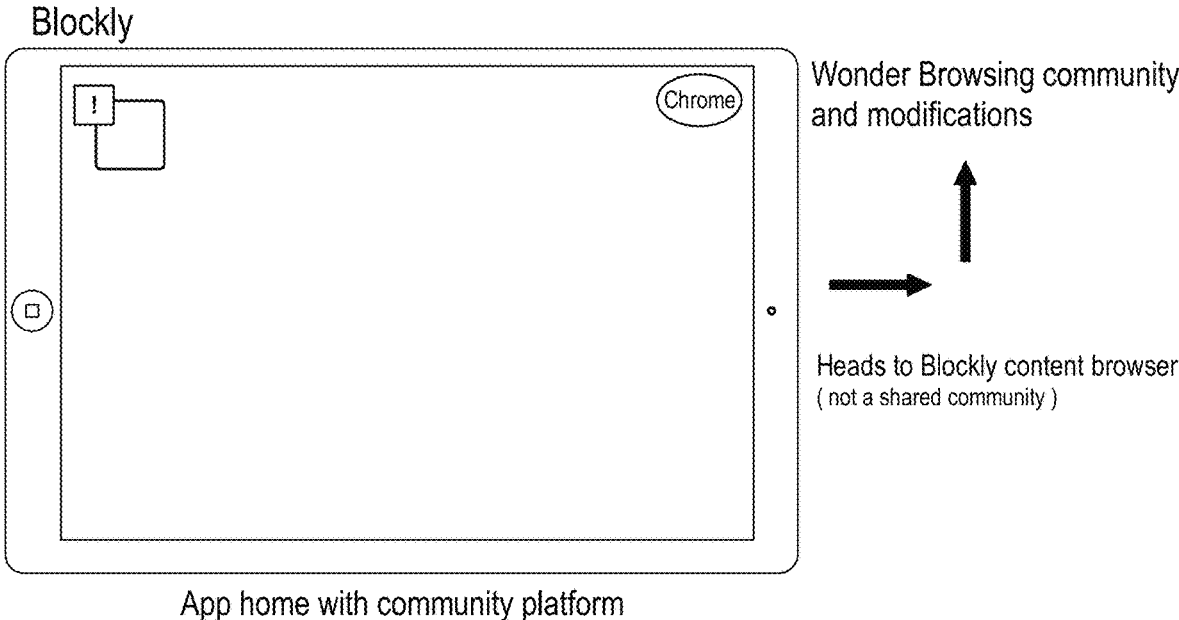 Blockly
!
Chrome
Wonder Browsing community
and modifications
Heads to Blockly content browser
( not a shared community )
App home with community platform